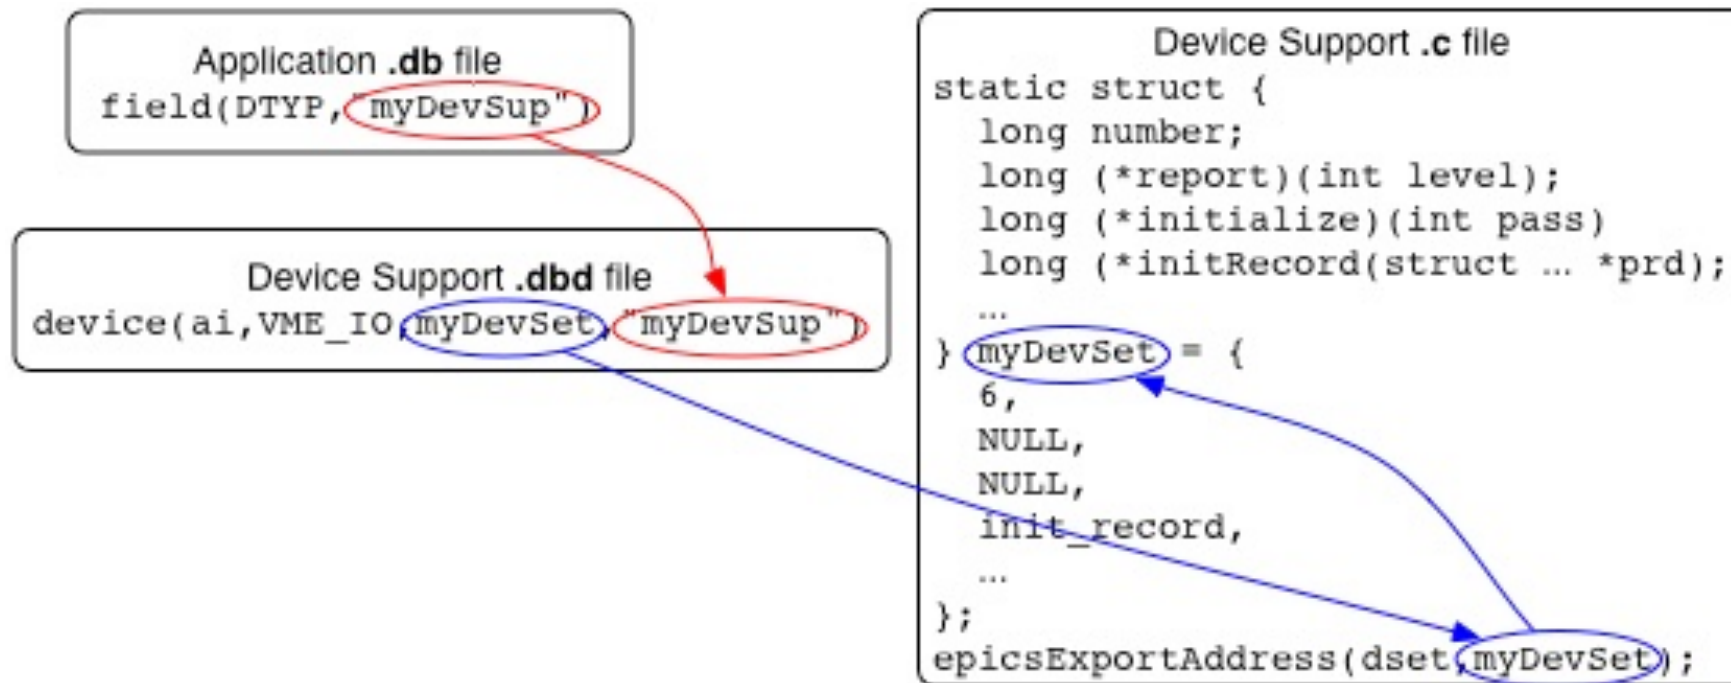 Application .db file
field(DTYP,"myDevSup")
Device Support .dbd file
device(ai,VME_IO,myDevSet,"myDevSup")
Device Support .c file
static struct {
long number;
long (*report)(int level);
long (*initialize)(int pass)
long (*initRecord(struct … *prd);
…
} myDevSet = {
6,
NULL,
NULL,
init_record,
…
};
epicsExportAddress(dset,myDevSet);